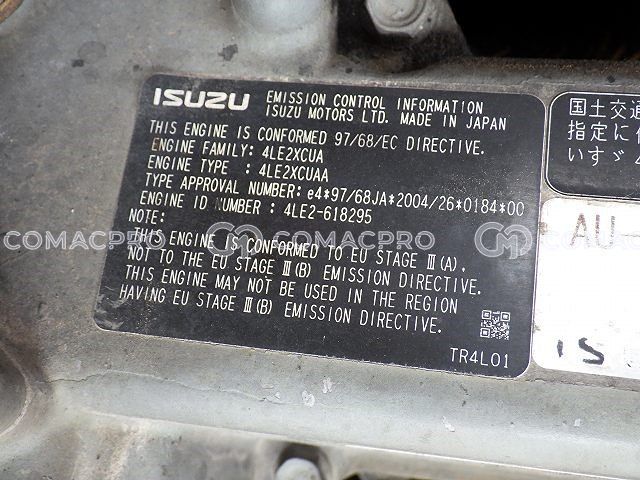 ISUZU EMISSION CONTROL INFORMATION
ISUZU MOTORS LTD. MADE IN JAPAN
THIS ENGINE IS CONFORMED 97/68/EC DIRECTIVE.
ENGINE FAMILY: 4LE2XCUA
ENGINE TYPE : 4LE2XCUAA
TYPE APPROVAL NUMBER: e4*97/68JA*2004/26*0184*00
ENGINE ID NUMBER : 4LE2-618295
NOTE:
THIS ENGINE IS CONFORMED TO EU STAGE Ⅲ(A),
NOT TO THE EU STAGE Ⅲ(B) EMISSION DIRECTIVE.
THIS ENGINE MAY NOT BE USED IN THE REGION
HAVING EU STAGE Ⅲ(B) EMISSION DIRECTIVE.
TR4L01
国土交通
指定に
いすゞ4
AU
IS
COMACPRO COMACPRO COMACPRO